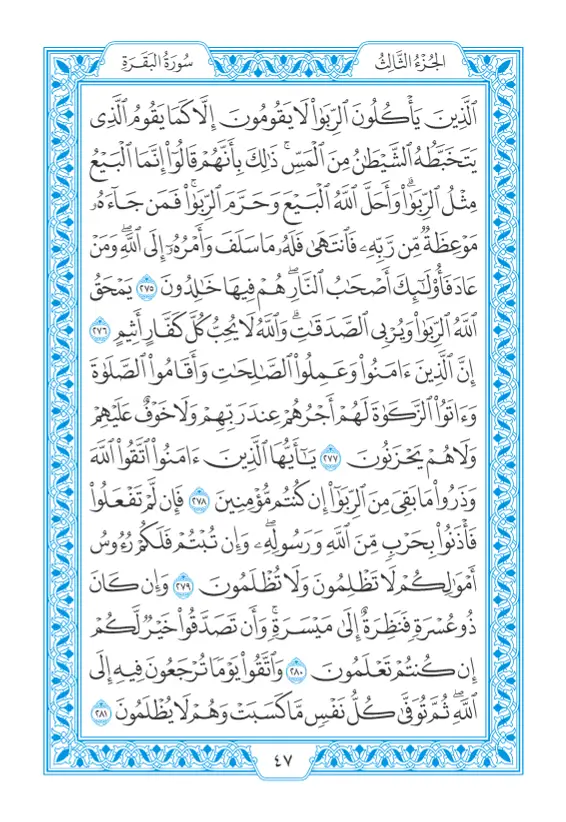 الجُزْءُ الثَّالِثُ
سُورَةُ البَقَرَةِ
ٱلَّذِينَ يَأْكُلُونَ ٱلرِّبَوٰا۟ لَا يَقُومُونَ إِلَّا كَمَا يَقُومُ ٱلَّذِى
يَتَخَبَّطُهُ ٱلشَّيْطَٰنُ مِنَ ٱلْمَسِّ ۚ ذَٰلِكَ بِأَنَّهُمْ قَالُوٓا۟ إِنَّمَا ٱلْبَيْعُ
مِثْلُ ٱلرِّبَوٰا۟ ۗ وَأَحَلَّ ٱللَّهُ ٱلْبَيْعَ وَحَرَّمَ ٱلرِّبَوٰا۟ ۚ فَمَن جَآءَهُۥ
مَوْعِظَةٌ مِّن رَّبِّهِۦ فَٱنتَهَىٰ فَلَهُۥ مَا سَلَفَ وَأَمْرُهُۥٓ إِلَى ٱللَّهِ ۖ وَمَنْ
عَادَ فَأُو۟لَٰٓئِكَ أَصْحَٰبُ ٱلنَّارِ ۖ هُمْ فِيهَا خَٰلِدُونَ ٢٧٥ يَمْحَقُ
ٱللَّهُ ٱلرِّبَوٰا۟ وَيُرْبِى ٱلصَّدَقَٰتِ ۗ وَٱللَّهُ لَا يُحِبُّ كُلَّ كَفَّارٍ أَثِيمٍ ٢٧٦
إِنَّ ٱلَّذِينَ ءَامَنُوا۟ وَعَمِلُوا۟ ٱلصَّٰلِحَٰتِ وَأَقَامُوا۟ ٱلصَّلَوٰةَ
وَءَاتَوُا۟ ٱلزَّكَوٰةَ لَهُمْ أَجْرُهُمْ عِندَ رَبِّهِمْ وَلَا خَوْفٌ عَلَيْهِمْ
وَلَا هُمْ يَحْزَنُونَ ٢٧٧ يَٰٓأَيُّهَا ٱلَّذِينَ ءَامَنُوا۟ ٱتَّقُوا۟ ٱللَّهَ
وَذَرُوا۟ مَا بَقِىَ مِنَ ٱلرِّبَوٰٓا۟ إِن كُنتُم مُّؤْمِنِينَ ٢٧٨ فَإِن لَّمْ تَفْعَلُوا۟
فَأْذَنُوا۟ بِحَرْبٍ مِّنَ ٱللَّهِ وَرَسُولِهِۦ ۖ وَإِن تُبْتُمْ فَلَكُمْ رُءُوسُ
أَمْوَٰلِكُمْ لَا تَظْلِمُونَ وَلَا تُظْلَمُونَ ٢٧٩ وَإِن كَانَ
ذُو عُسْرَةٍ فَنَظِرَةٌ إِلَىٰ مَيْسَرَةٍ ۚ وَأَن تَصَدَّقُوا۟ خَيْرٌ لَّكُمْ
إِن كُنتُمْ تَعْلَمُونَ ٢٨٠ وَٱتَّقُوا۟ يَوْمًا تُرْجَعُونَ فِيهِ إِلَى
ٱللَّهِ ۖ ثُمَّ تُوَفَّىٰ كُلُّ نَفْسٍ مَّا كَسَبَتْ وَهُمْ لَا يُظْلَمُونَ ٢٨١
٤٧